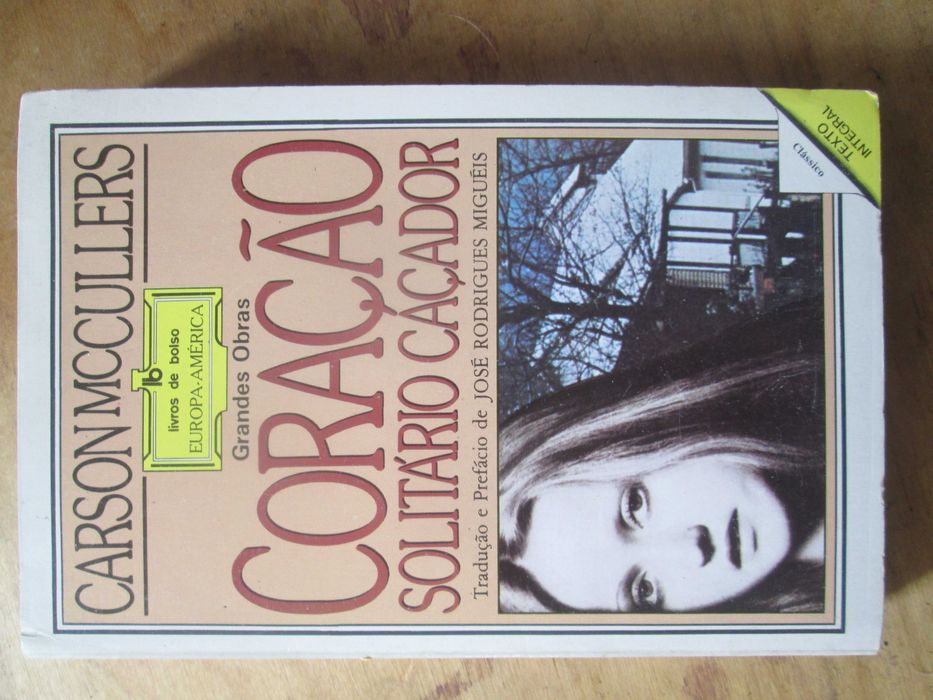 CARSON MCCULLERS
lb
livros de bolso
EUROPA-AMÉRICA
Grandes Obras
CORAÇÃO
SOLITÁRIO CAÇADOR
Tradução e Prefácio de JOSÉ RODRIGUES MIGUÉIS
TEXTO
INTEGRAL
Clássico